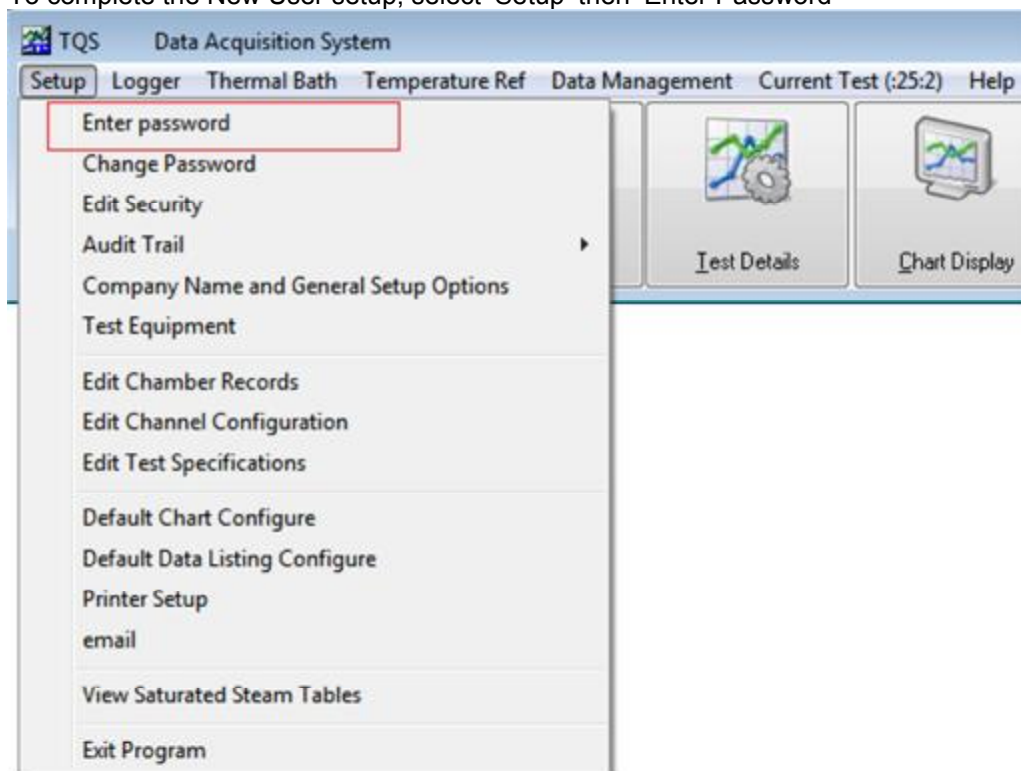 To complete the New User setup, select 'Setup' then 'Enter Password'
TQS Data Acquisition System
Setup Logger Thermal Bath Temperature Ref Data Management Current Test (:25:2) Help
Enter password
Change Password
Edit Security
Audit Trail
Company Name and General Setup Options
Test Equipment
Edit Chamber Records
Edit Channel Configuration
Edit Test Specifications
Default Chart Configure
Default Data Listing Configure
Printer Setup
email
View Saturated Steam Tables
Exit Program
Test Details
Chart Display